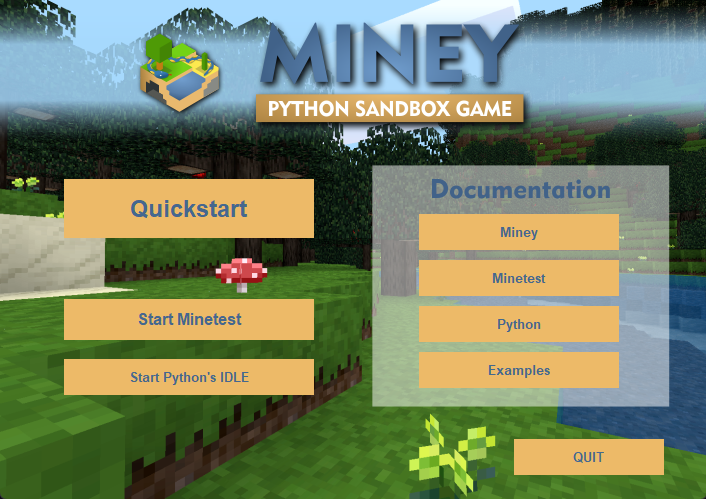 MINEY
PYTHON SANDBOX GAME
Quickstart
Start Minetest
Start Python's IDLE
Documentation
Miney
Minetest
Python
Examples
QUIT